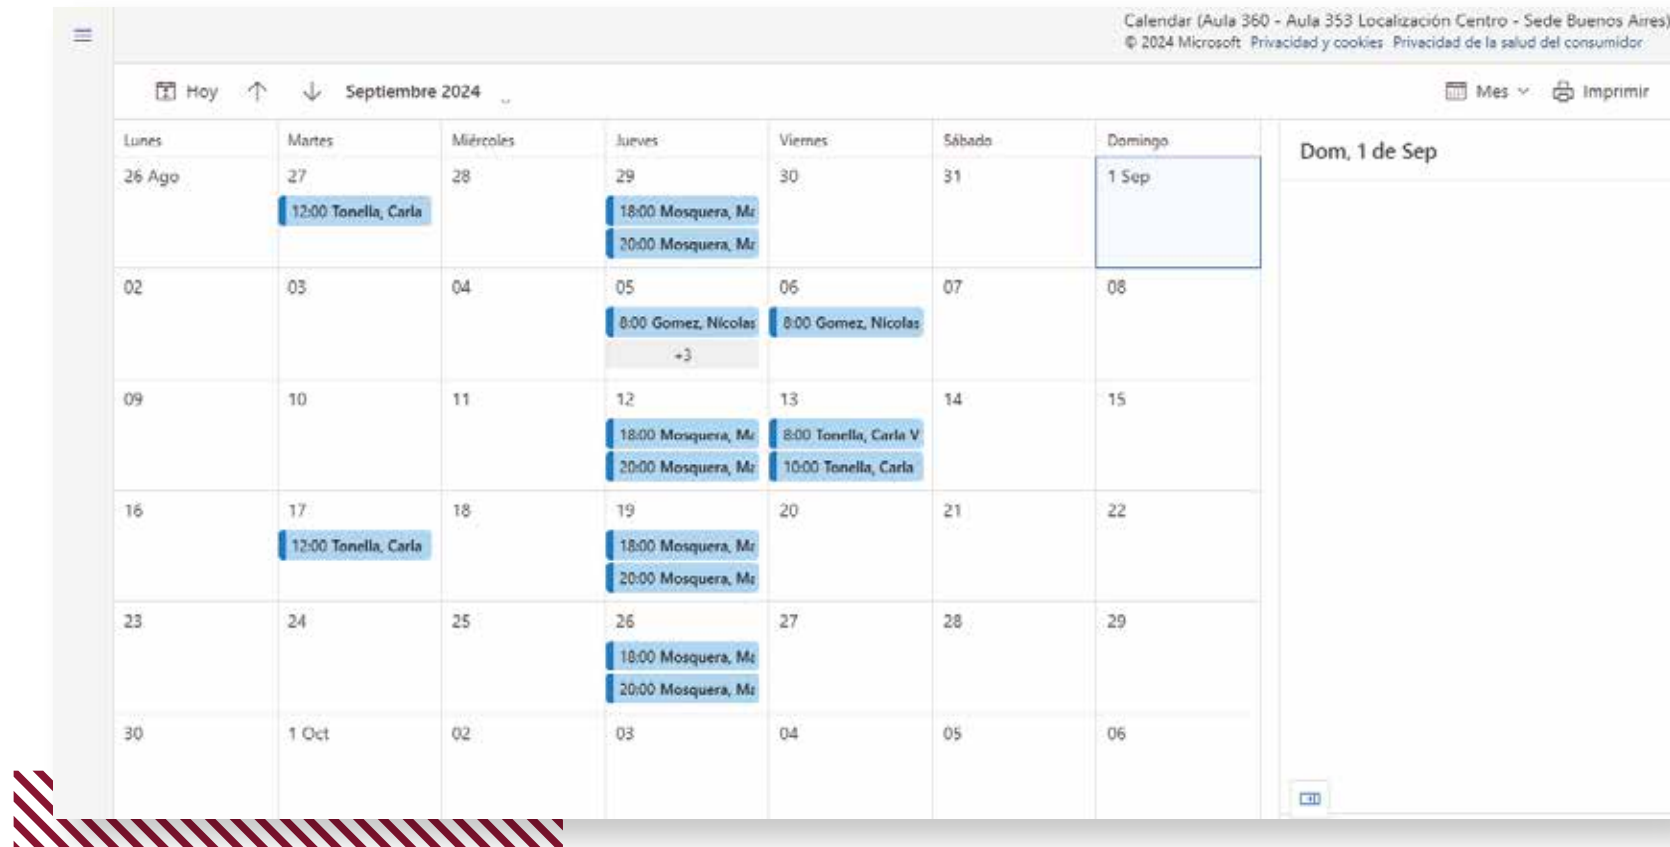 Calendar (Aula 360 - Aula 353 Localización Centro - Sede Buenos Aires)
© 2024 Microsoft Privacidad y cookies Privacidad de la salud del consumidor
Hoy Septiembre 2024 Mes Imprimir
Lunes Martes Miércoles Jueves Viernes Sábado Domingo
Dom, 1 de Sep
26 Ago 27 28 29 30 31 1 Sep
12:00 Tonella, Carla 18:00 Mosquera, Ma
20:00 Mosquera, Ma
02 03 04 05 06 07 08
8:00 Gomez, Nicolas 8:00 Gomez, Nicolas
+3
09 10 11 12 13 14 15
18:00 Mosquera, Ma 8:00 Tonella, Carla V
20:00 Mosquera, Ma 10:00 Tonella, Carla
16 17 18 19 20 21 22
12:00 Tonella, Carla 18:00 Mosquera, Ma
20:00 Mosquera, Ma
23 24 25 26 27 28 29
18:00 Mosquera, Ma
20:00 Mosquera, Ma
30 1 Oct 02 03 04 05 06